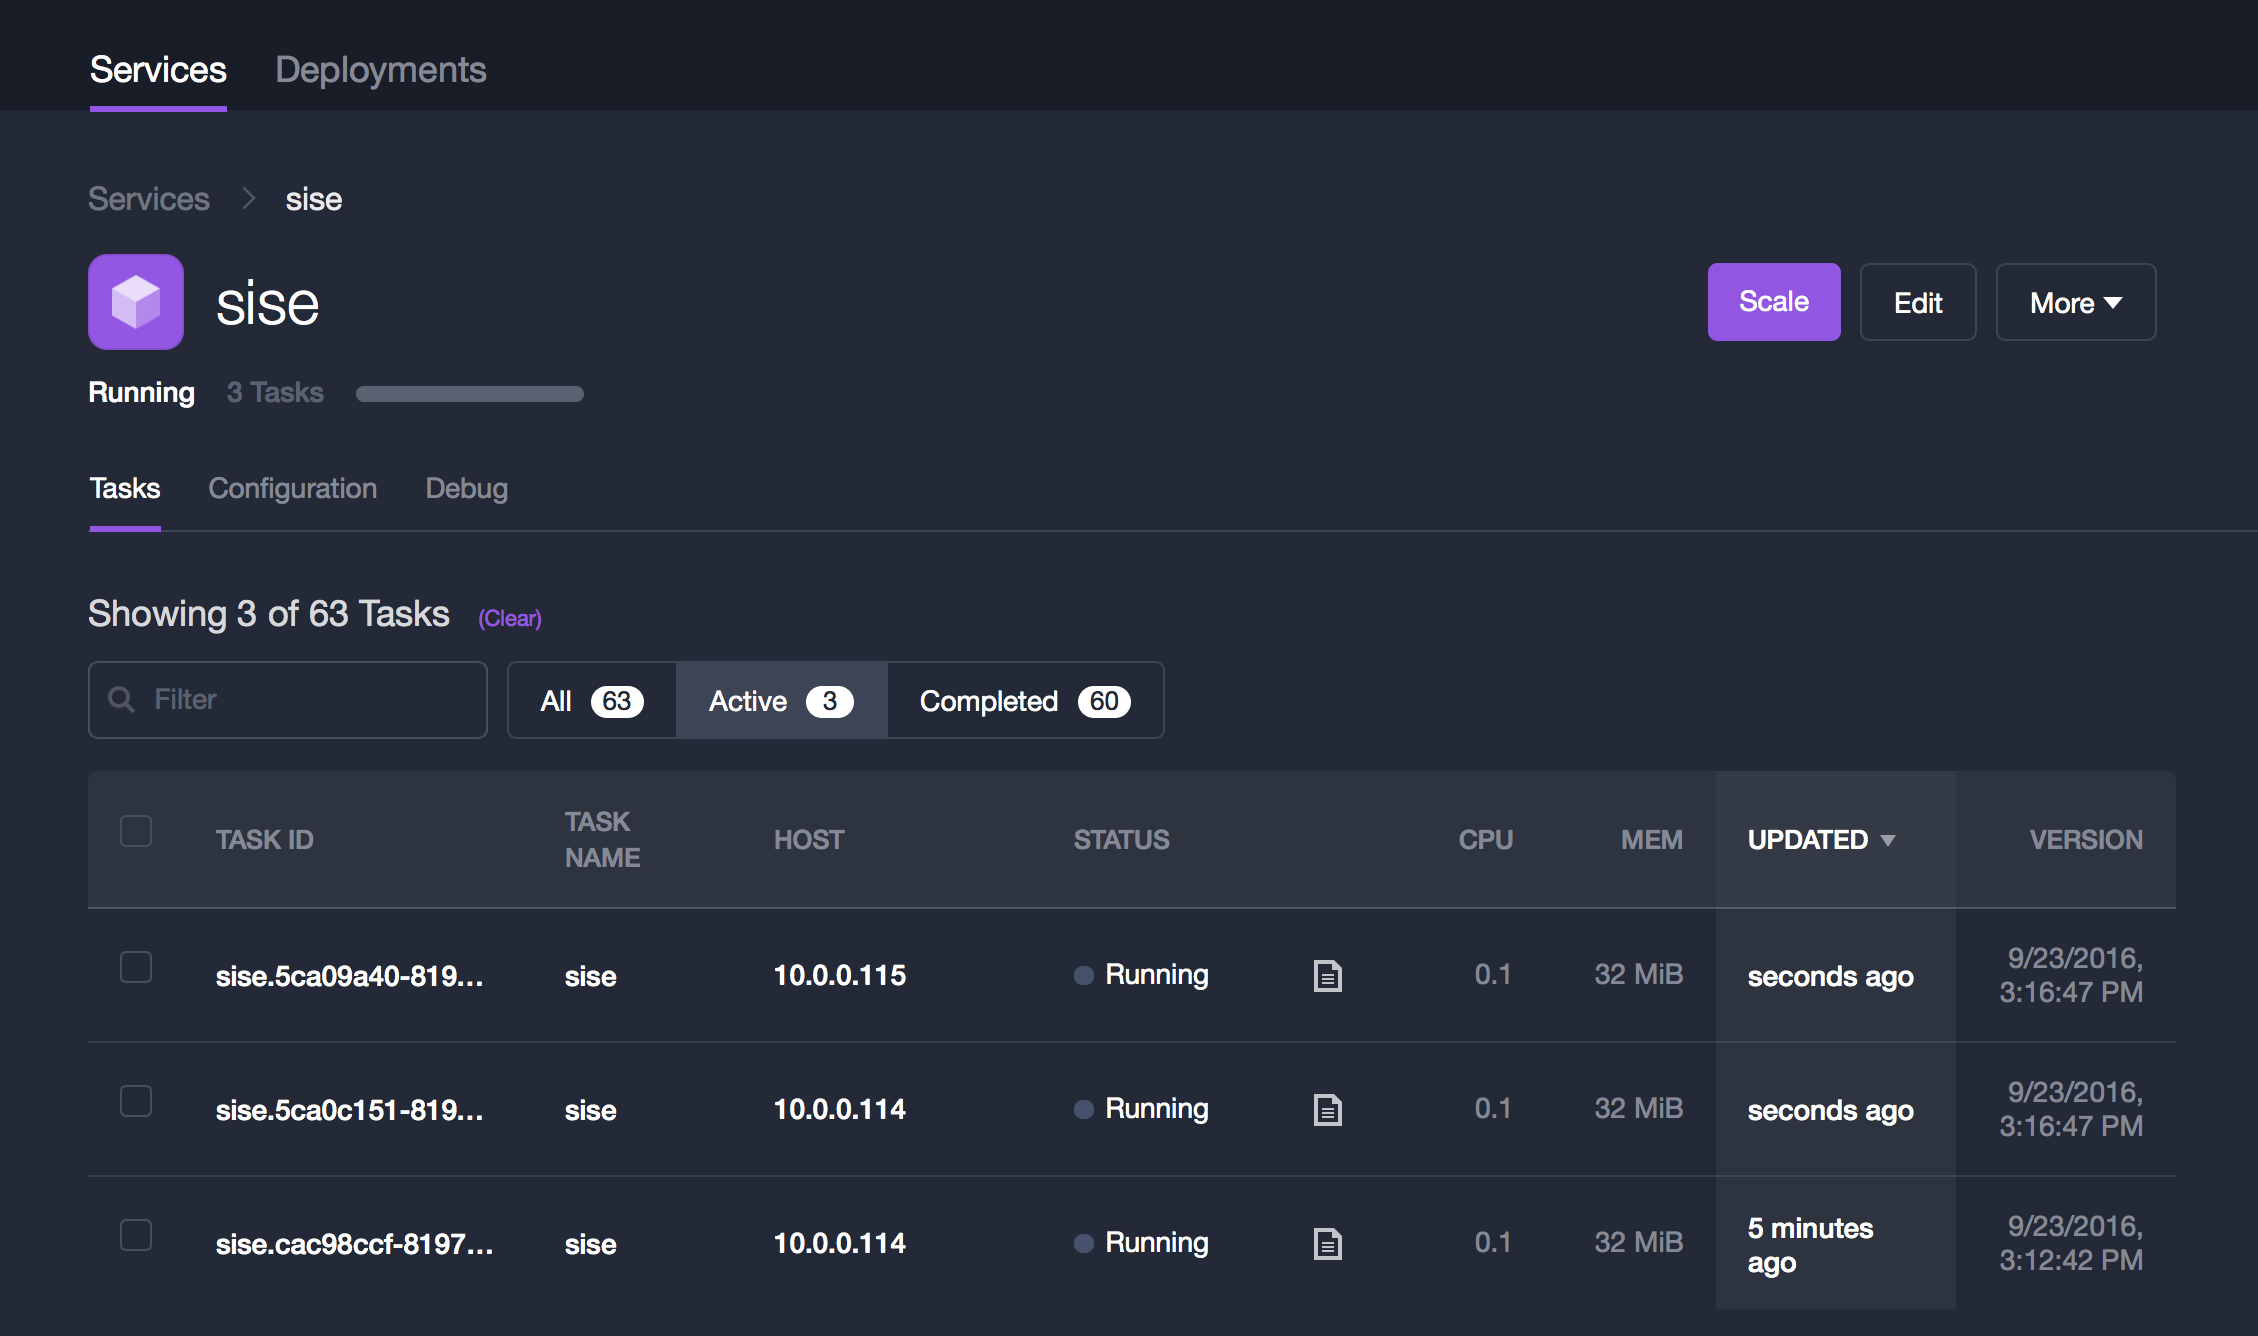 Services Deployments
Services > sise
sise
Scale Edit More
Running 3 Tasks
Tasks Configuration Debug
Showing 3 of 63 Tasks (Clear)
Filter All 63 Active 3 Completed 60
TASK ID TASK NAME HOST STATUS CPU MEM UPDATED VERSION
sise.5ca09a40-819... sise 10.0.0.115 Running 0.1 32 MiB seconds ago 9/23/2016, 3:16:47 PM
sise.5ca0c151-819... sise 10.0.0.114 Running 0.1 32 MiB seconds ago 9/23/2016, 3:16:47 PM
sise.cac98ccf-8197... sise 10.0.0.114 Running 0.1 32 MiB 5 minutes ago 9/23/2016, 3:12:42 PM